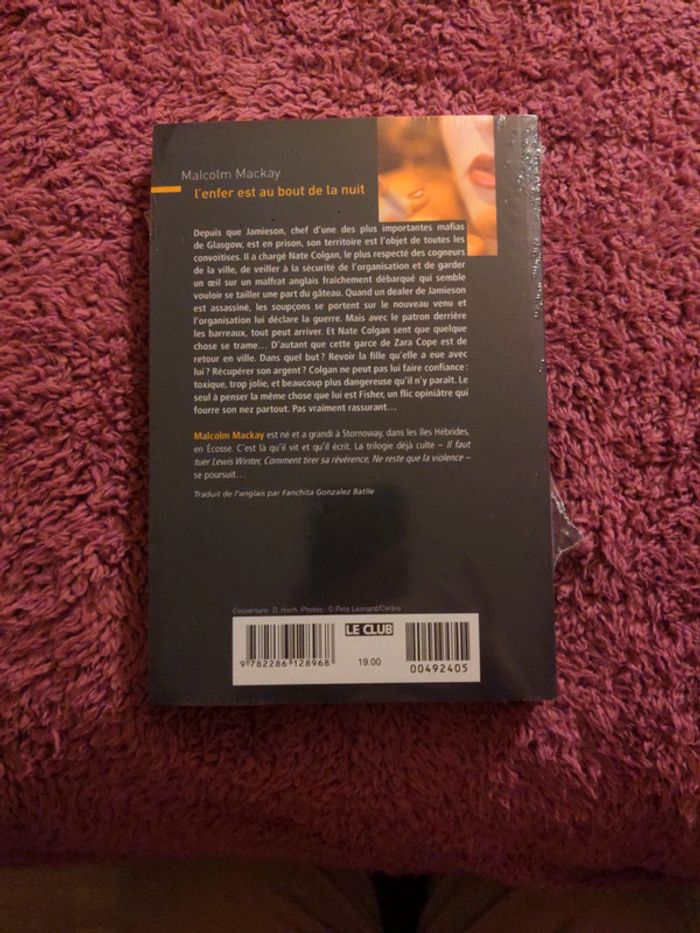 Malcolm Mackay
l'enfer est au bout de la nuit
Depuis que Jamieson, chef d'une des plus importantes mafias
de Glasgow, est en prison, son territoire est l'objet de toutes les
convoitises. Il a chargé Nate Colgan, le plus respecté des cogneurs
de la ville, de veiller à la sécurité de l'organisation et de garder
un œil sur un malfrat anglais fraîchement débarqué qui semble
vouloir se tailler une part du gâteau. Quand un dealer de Jamieson
est assassiné, les soupçons se portent sur le nouveau venu et
l'organisation lui déclare la guerre. Mais avec le patron derrière
les barreaux, tout peut arriver. Et Nate Colgan sent que quelque
chose se trame… D'autant que cette garce de Zara Cope est de
retour en ville. Dans quel but ? Revoir la fille qu'elle a eue avec
lui ? Récupérer son argent ? Colgan ne peut pas lui faire confiance :
toxique, trop jolie, et beaucoup plus dangereuse qu'il n'y paraît. Le
seul à penser la même chose que lui est Fisher, un flic opiniâtre qui
fourre son nez partout. Pas vraiment rassurant…
Malcolm Mackay est né et a grandi à Stornoway, dans les îles Hébrides,
en Écosse. C'est là qu'il vit et qu'il écrit. La trilogie déjà culte – Il faut
tuer Lewis Winter, Comment tirer sa révérence, Ne reste que la violence –
se poursuit…
Traduit de l'anglais par Fanchita Gonzalez Batlle
Couverture : D. Hoch. Photos : © Pete Leonard/Corbis
LE CLUB
9782286128968
19.00
00492405